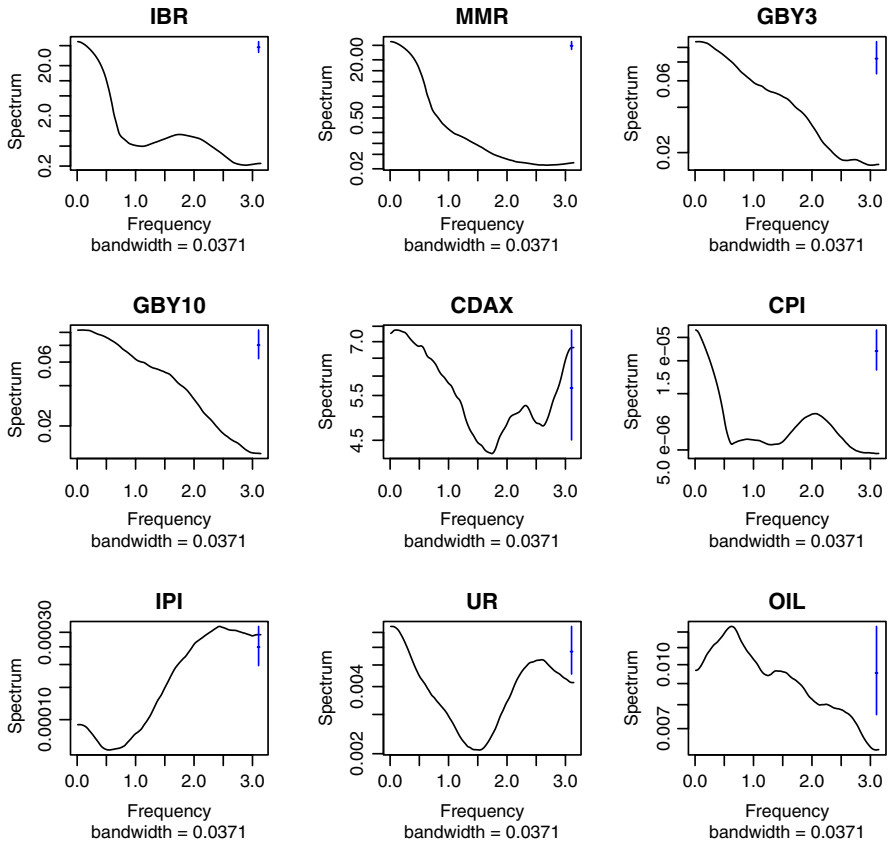 IBR
Spectrum
0.2 2.0 20.0
0.0 1.0 2.0 3.0
Frequency
bandwidth = 0.0371
MMR
Spectrum
0.02 0.50 20.00
0.0 1.0 2.0 3.0
Frequency
bandwidth = 0.0371
GBY3
Spectrum
0.02 0.06
0.0 1.0 2.0 3.0
Frequency
bandwidth = 0.0371
GBY10
Spectrum
0.02 0.06
0.0 1.0 2.0 3.0
Frequency
bandwidth = 0.0371
CDAX
Spectrum
4.5 5.5 7.0
0.0 1.0 2.0 3.0
Frequency
bandwidth = 0.0371
CPI
Spectrum
5.0 e−06 1.5 e−05
0.0 1.0 2.0 3.0
Frequency
bandwidth = 0.0371
IPI
Spectrum
0.00010 0.00030
0.0 1.0 2.0 3.0
Frequency
bandwidth = 0.0371
UR
Spectrum
0.002 0.004
0.0 1.0 2.0 3.0
Frequency
bandwidth = 0.0371
OIL
Spectrum
0.007 0.010
0.0 1.0 2.0 3.0
Frequency
bandwidth = 0.0371